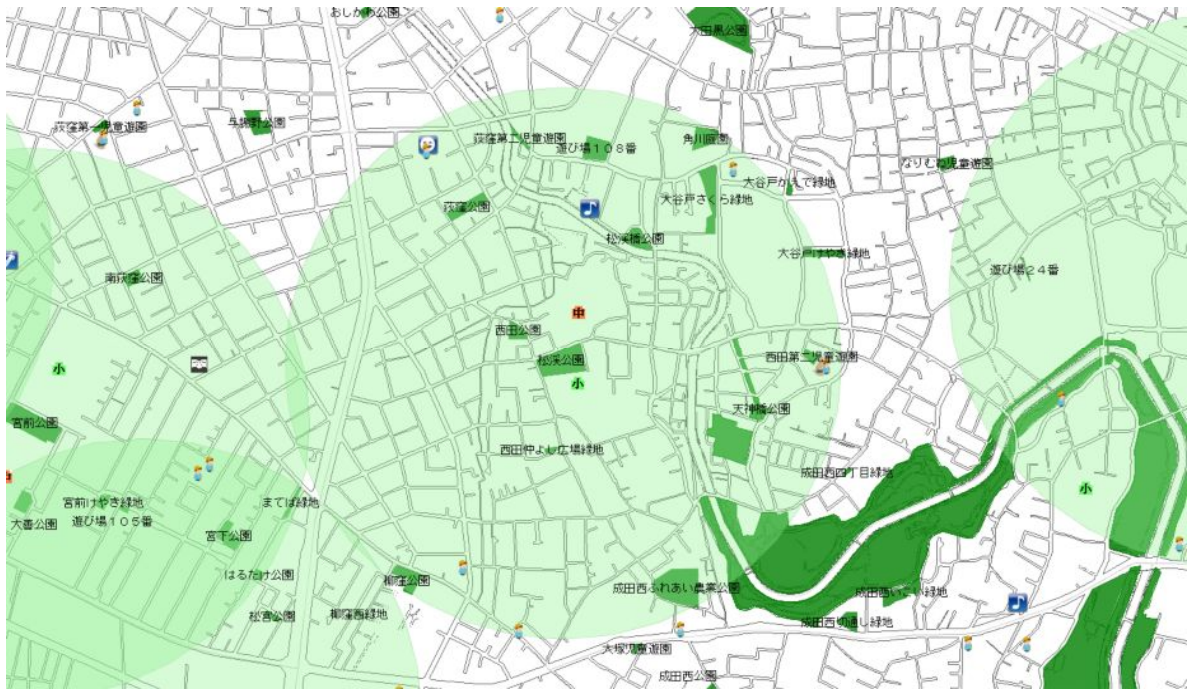 おしかわ公園
大田黒公園
荻窪第一児童遊園
与謝野公園
荻窪第二児童遊園
遊び場108番
角川庭園
なりむね児童遊園
大谷戸かえで緑地
大谷戸さくら緑地
荻窪公園
松渓橋公園
大谷戸けやき緑地
遊び場24番
南荻窪公園
中
西田公園
松渓公園
西田第二児童遊園
小
小
宮前公園
天神橋公園
西田仲よし広場緑地
成田西四丁目緑地
中
小
宮前けやき緑地
まてば緑地
大善公園
遊び場105番
宮下公園
はるたけ公園
柳窪公園
成田西ふれあい農業公園
成田西いこい緑地
松宮公園
柳窪西緑地
成田西切通し緑地
大塚児童遊園
成田西公園